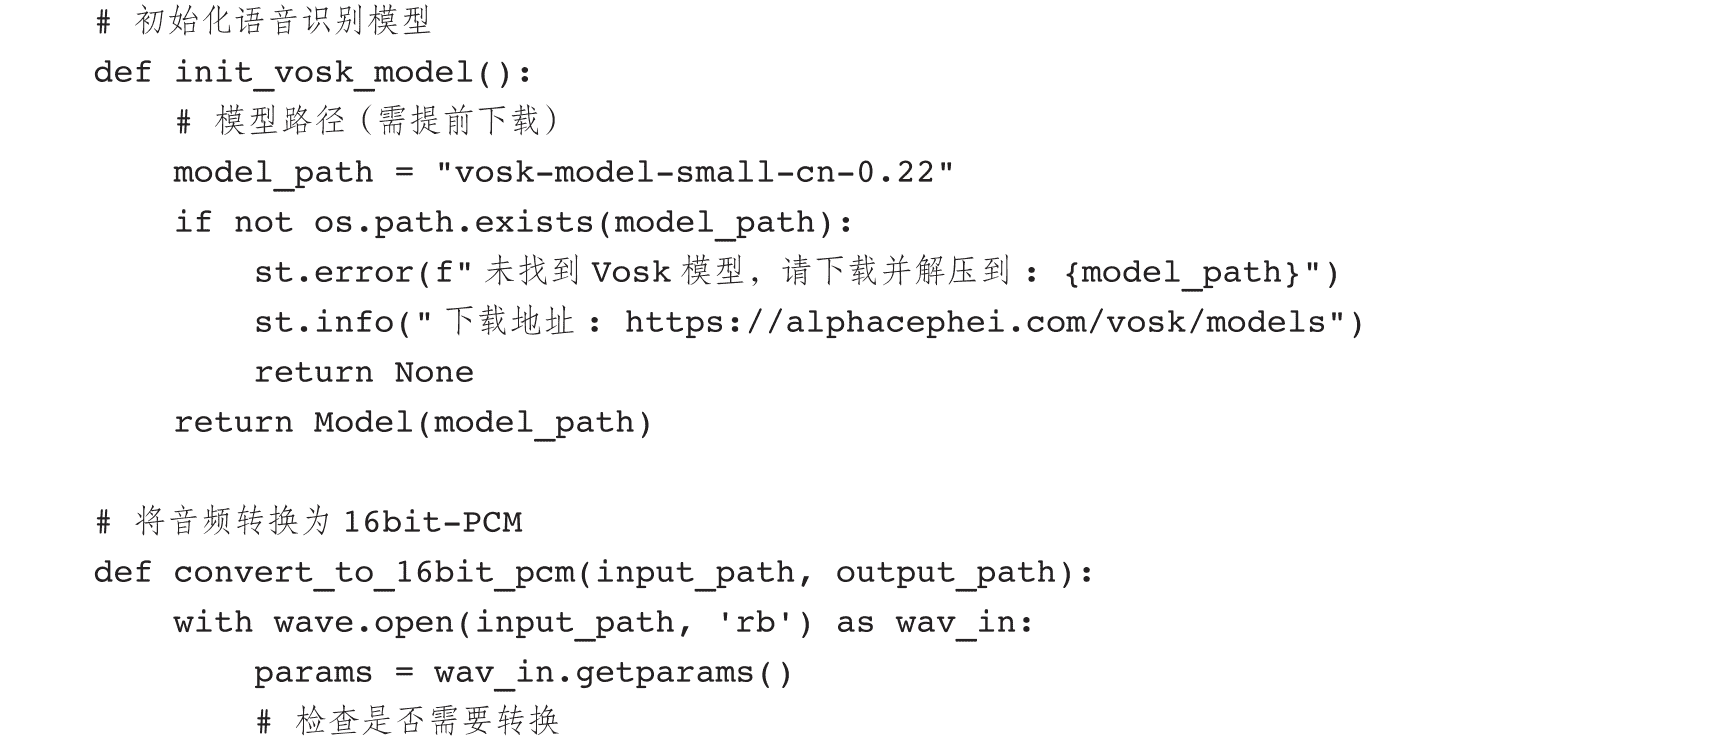 # 初始化语音识别模型
def init_vosk_model():
    # 模型路径（需提前下载）
    model_path = "vosk-model-small-cn-0.22"
    if not os.path.exists(model_path):
        st.error(f"未找到 Vosk 模型，请下载并解压到：{model_path}")
        st.info("下载地址：https://alphacephei.com/vosk/models")
        return None
    return Model(model_path)
# 将音频转换为 16bit-PCM
def convert_to_16bit_pcm(input_path, output_path):
    with wave.open(input_path, 'rb') as wav_in:
        params = wav_in.getparams()
        # 检查是否需要转换